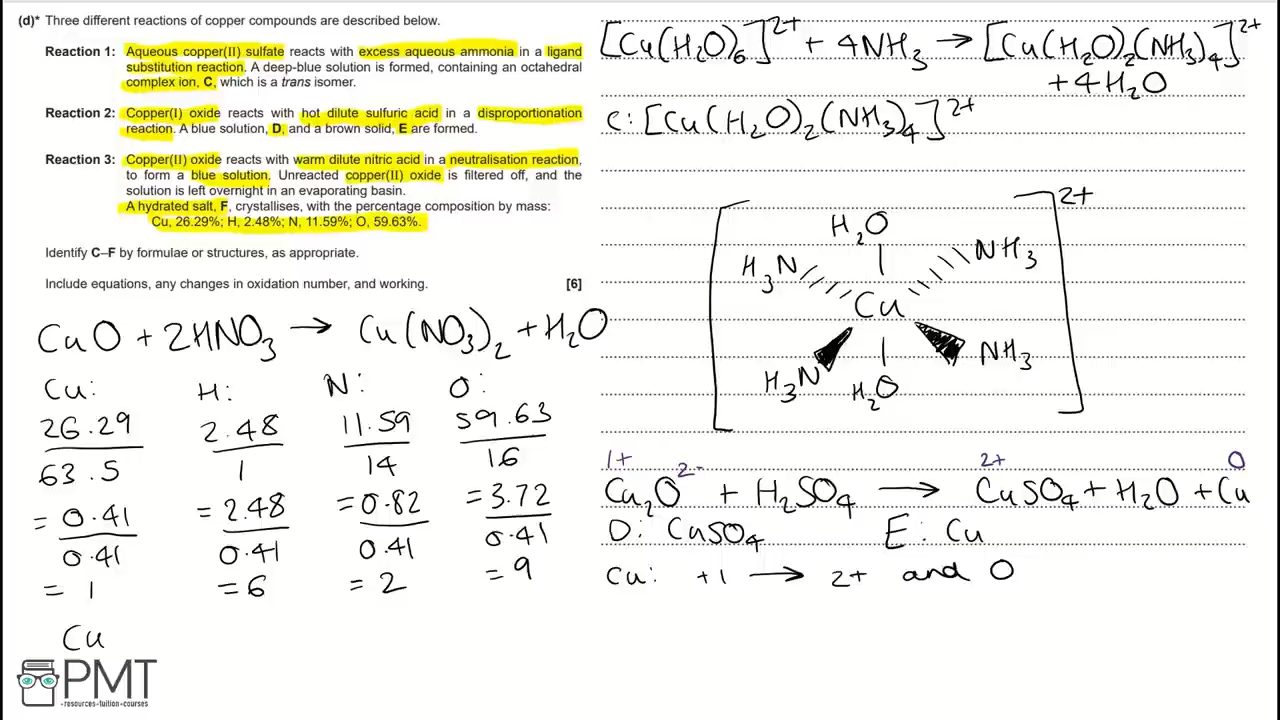 (d)* Three different reactions of copper compounds are described below.
Reaction 1: Aqueous copper(II) sulfate reacts with excess aqueous ammonia in a ligand
substitution reaction. A deep-blue solution is formed, containing an octahedral
complex ion, C, which is a trans isomer.
Reaction 2: Copper(I) oxide reacts with hot dilute sulfuric acid in a disproportionation
reaction. A blue solution, D, and a brown solid, E are formed.
Reaction 3: Copper(II) oxide reacts with warm dilute nitric acid in a neutralisation reaction,
to form a blue solution. Unreacted copper(II) oxide is filtered off, and the
solution is left overnight in an evaporating basin.
A hydrated salt, F, crystallises, with the percentage composition by mass:
Cu, 26.29%; H, 2.48%; N, 11.59%; O, 59.63%.
Identify C–F by formulae or structures, as appropriate.
Include equations, any changes in oxidation number, and working. [6]
CuO + 2HNO₃ → Cu(NO₃)₂ + H₂O
Cu: H: N: O:
26.29 2.48 11.59 59.63
63.5 1 14 16
= 0.41 = 2.48 = 0.82 = 3.72
0.41 0.41 0.41 0.41
= 1 = 6 = 2 = 9
Cu
PMT
•resources•tuition•courses
[Cu(H₂O)₆]²⁺ + 4NH₃ → [Cu(H₂O)₂(NH₃)₄]²⁺
+ 4H₂O
C: [Cu(H₂O)₂(NH₃)₄]²⁺
2+
H₂O
H₃N NH₃
Cu
H₃N NH₃
H₂O
1+ 2- 2+ 0
Cu₂O + H₂SO₄ → CuSO₄ + H₂O + Cu
D: CuSO₄ E: Cu
Cu: +1 → 2+ and 0